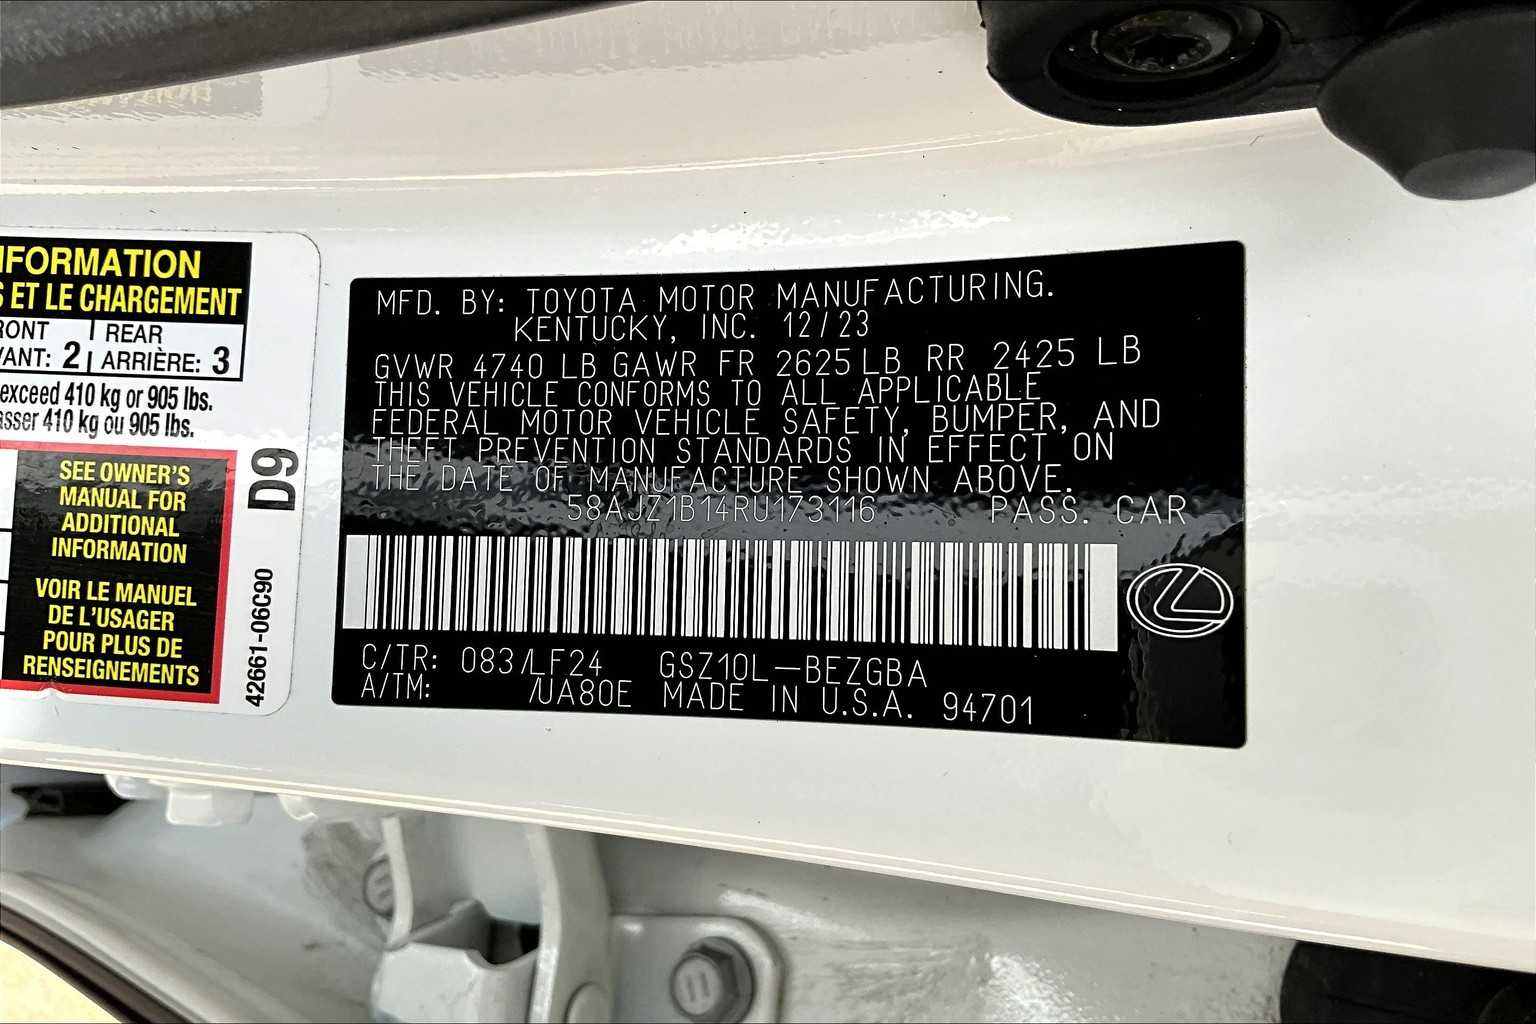 INFORMATION
S ET LE CHARGEMENT
RONT | REAR
VANT: 2 | ARRIÈRE: 3
exceed 410 kg or 905 lbs.
asser 410 kg ou 905 lbs.
SEE OWNER'S
MANUAL FOR
ADDITIONAL
INFORMATION
VOIR LE MANUEL
DE L'USAGER
POUR PLUS DE
RENSEIGNEMENTS
D9
42661-06C90
MFD. BY: TOYOTA MOTOR MANUFACTURING.
KENTUCKY, INC. 12/23
GVWR 4740 LB GAWR FR 2625 LB RR 2425 LB
THIS VEHICLE CONFORMS TO ALL APPLICABLE
FEDERAL MOTOR VEHICLE SAFETY, BUMPER, AND
THEFT PREVENTION STANDARDS IN EFFECT ON
THE DATE OF MANUFACTURE SHOWN ABOVE.
58AJZ1B14RU173116 PASS. CAR
C/TR: 083/LF24 GSZ10L-BEZGBA
A/TM: /UA80E MADE IN U.S.A. 94701